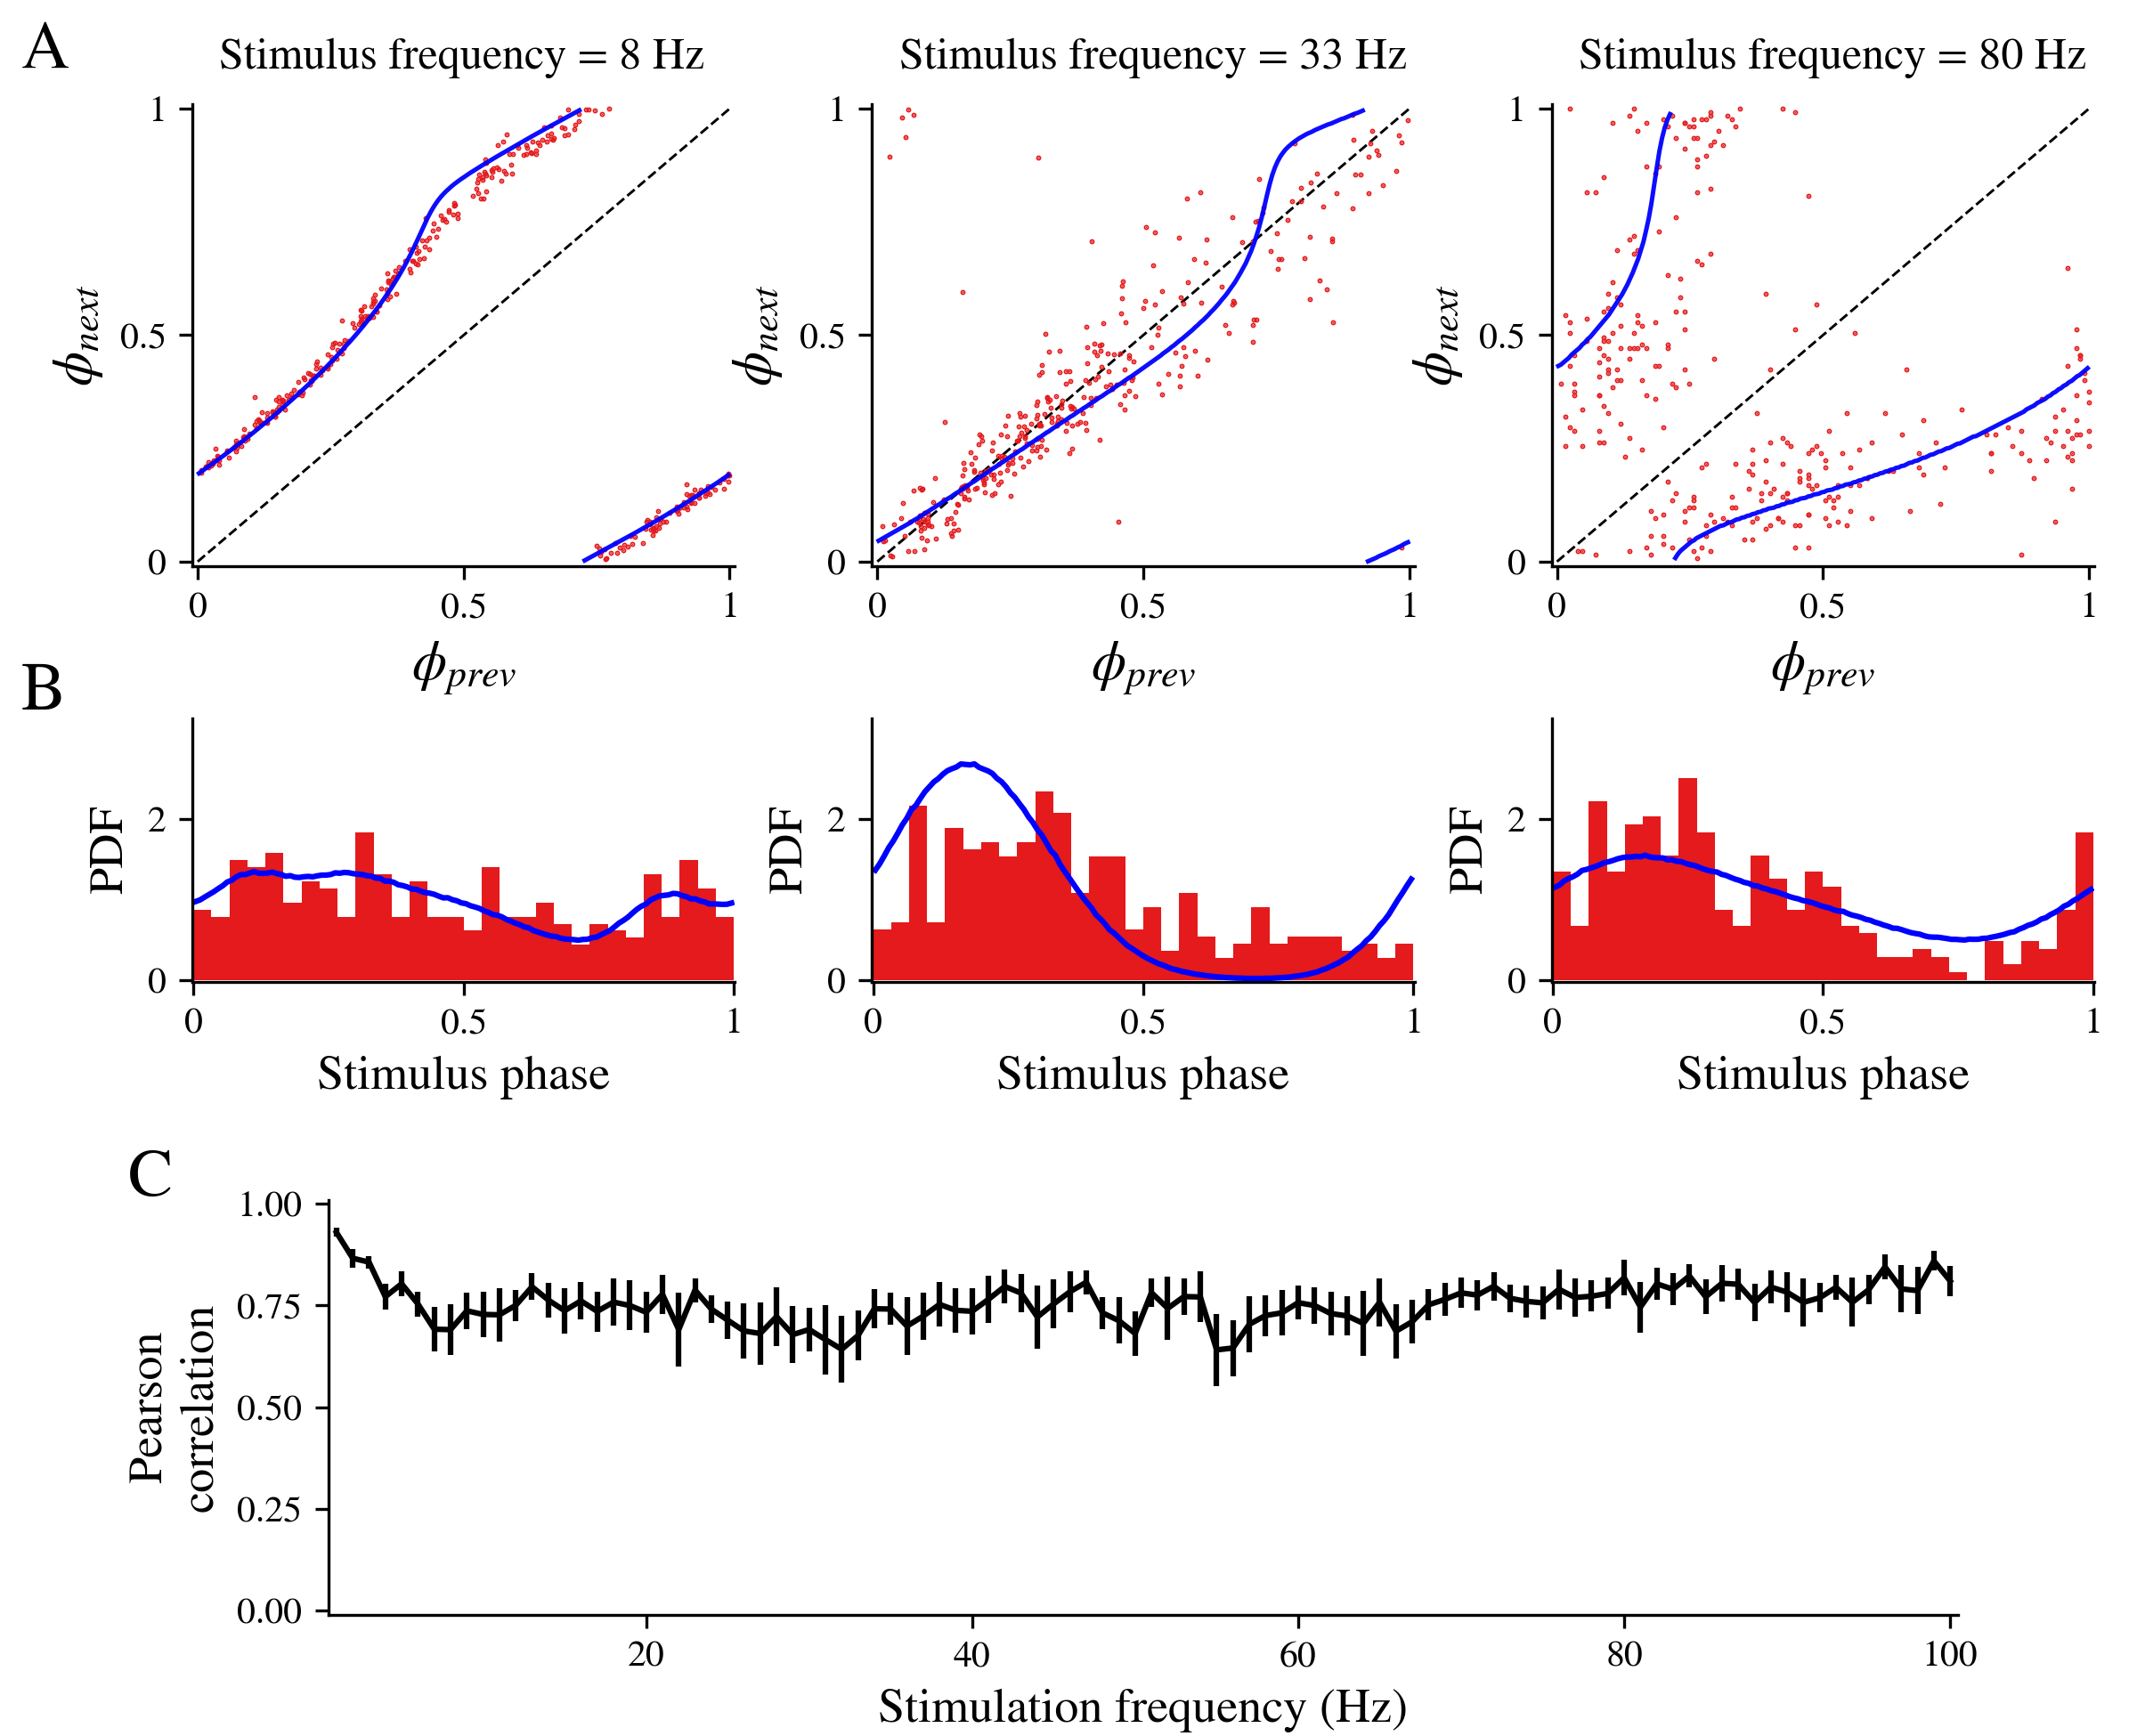 A
Stimulus frequency = 8 Hz
Stimulus frequency = 33 Hz
Stimulus frequency = 80 Hz
1
0.5
0
0
0.5
1
ϕnext
ϕprev
1
0.5
0
0
0.5
1
ϕnext
ϕprev
1
0.5
0
0
0.5
1
ϕnext
ϕprev
B
PDF
2
0
0
0.5
1
Stimulus phase
PDF
2
0
0
0.5
1
Stimulus phase
PDF
2
0
0
0.5
1
Stimulus phase
C
Pearson
correlation
1.00
0.75
0.50
0.25
0.00
20
40
60
80
100
Stimulation frequency (Hz)